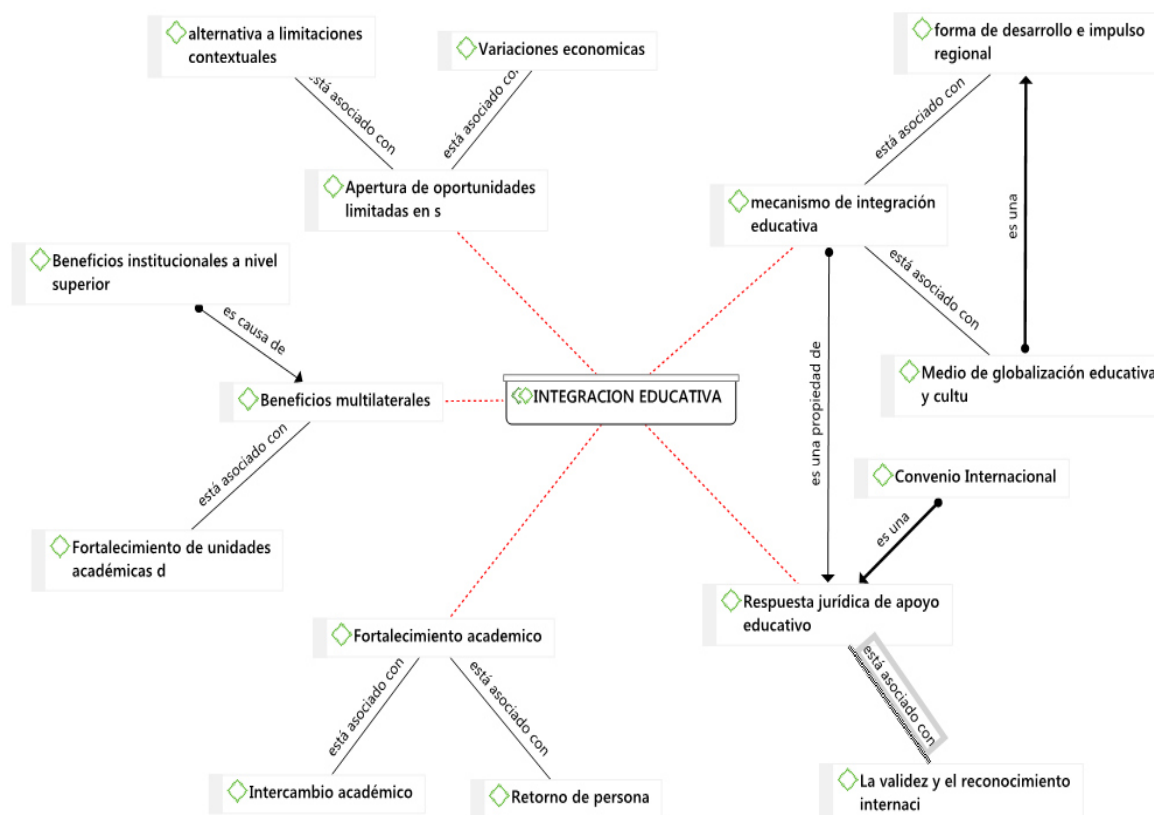 alternativa a limitaciones
contextuales
Variaciones economicas
forma de desarrollo e impulso
regional
está asociado con
está asociado con
está asociado con
es una
Apertura de oportunidades
limitadas en s
mecanismo de integración
educativa
Beneficios institucionales a nivel
superior
es causa de
está asociado con
Medio de globalización educativa
y cultu
Beneficios multilaterales
INTEGRACION EDUCATIVA
es una propiedad de
está asociado con
Convenio Internacional
es una
Fortalecimiento de unidades
académicas d
Respuesta jurídica de apoyo
educativo
Fortalecimiento academico
está asociado con
está asociado con
está asociado con
Intercambio académico
Retorno de persona
La validez y el reconocimiento
internaci